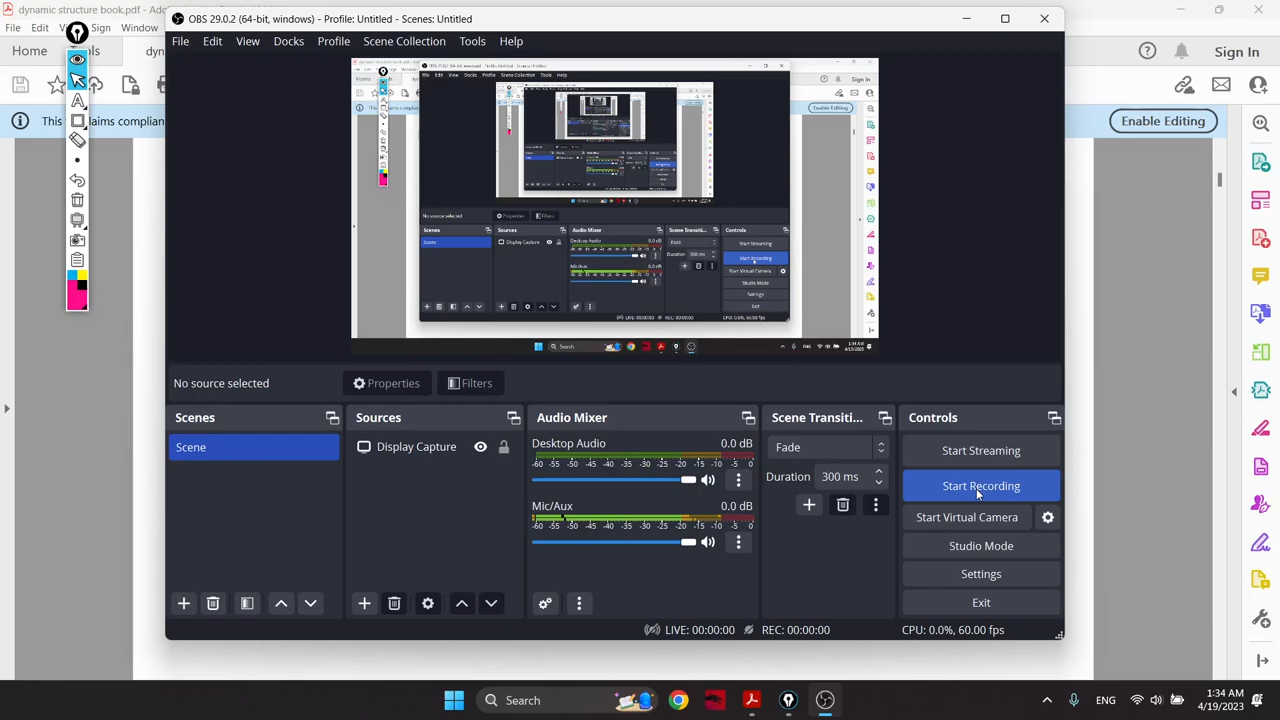 dynamic structure book.pdf
OBS 29.0.2 (64-bit, windows) - Profile: Untitled - Scenes: Untitled
File Edit Sign Window
File Edit View Docks Profile Scene Collection Tools Help
Home Tools dyn
Sign In
This
laims complian
Enable Editing
No source selected
Properties
Filters
Scenes
Sources
Audio Mixer
Scene Transiti...
Controls
Scene
Display Capture
Desktop Audio 0.0 dB
-60 -55 -50 -45 -40 -35 -30 -25 -20 -15 -10 -5 0
Mic/Aux 0.0 dB
-60 -55 -50 -45 -40 -35 -30 -25 -20 -15 -10 -5 0
Fade
Duration 300 ms
Start Streaming
Start Recording
Start Virtual Camera
Studio Mode
Settings
Exit
LIVE: 00:00:00 REC: 00:00:00 CPU: 0.0%, 60.00 fps
Search
ENG
1:34 AM
4/19/2023